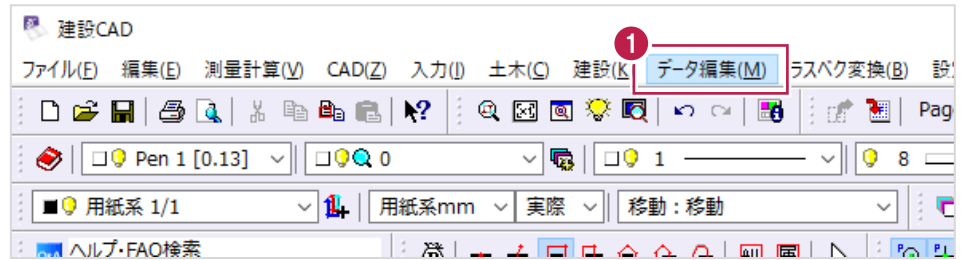 建設CAD
1
ファイル(F) 編集(E) 測量計算(V) CAD(Z) 入力(I) 土木(C) 建設(K データ編集(M) ラスベク変換(B)
Pag
Pen 1 [0.13] 0 1 8
用紙系 1/1 用紙系mm 実際 移動:移動
ヘルプ・FAQ検索 ALL